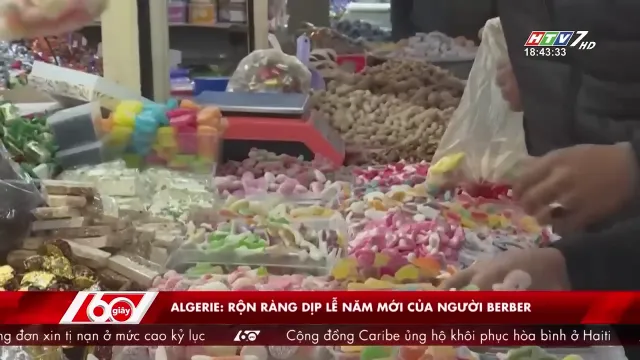 HTV7 HD
18:43:33
60 giây
ALGERIE: RỘN RÀNG DỊP LỄ NĂM MỚI CỦA NGƯỜI BERBER
đơn xin tị nạn ở mức cao kỷ lục 60 Cộng đồng Caribe ủng hộ khôi phục hòa bình ở Haiti